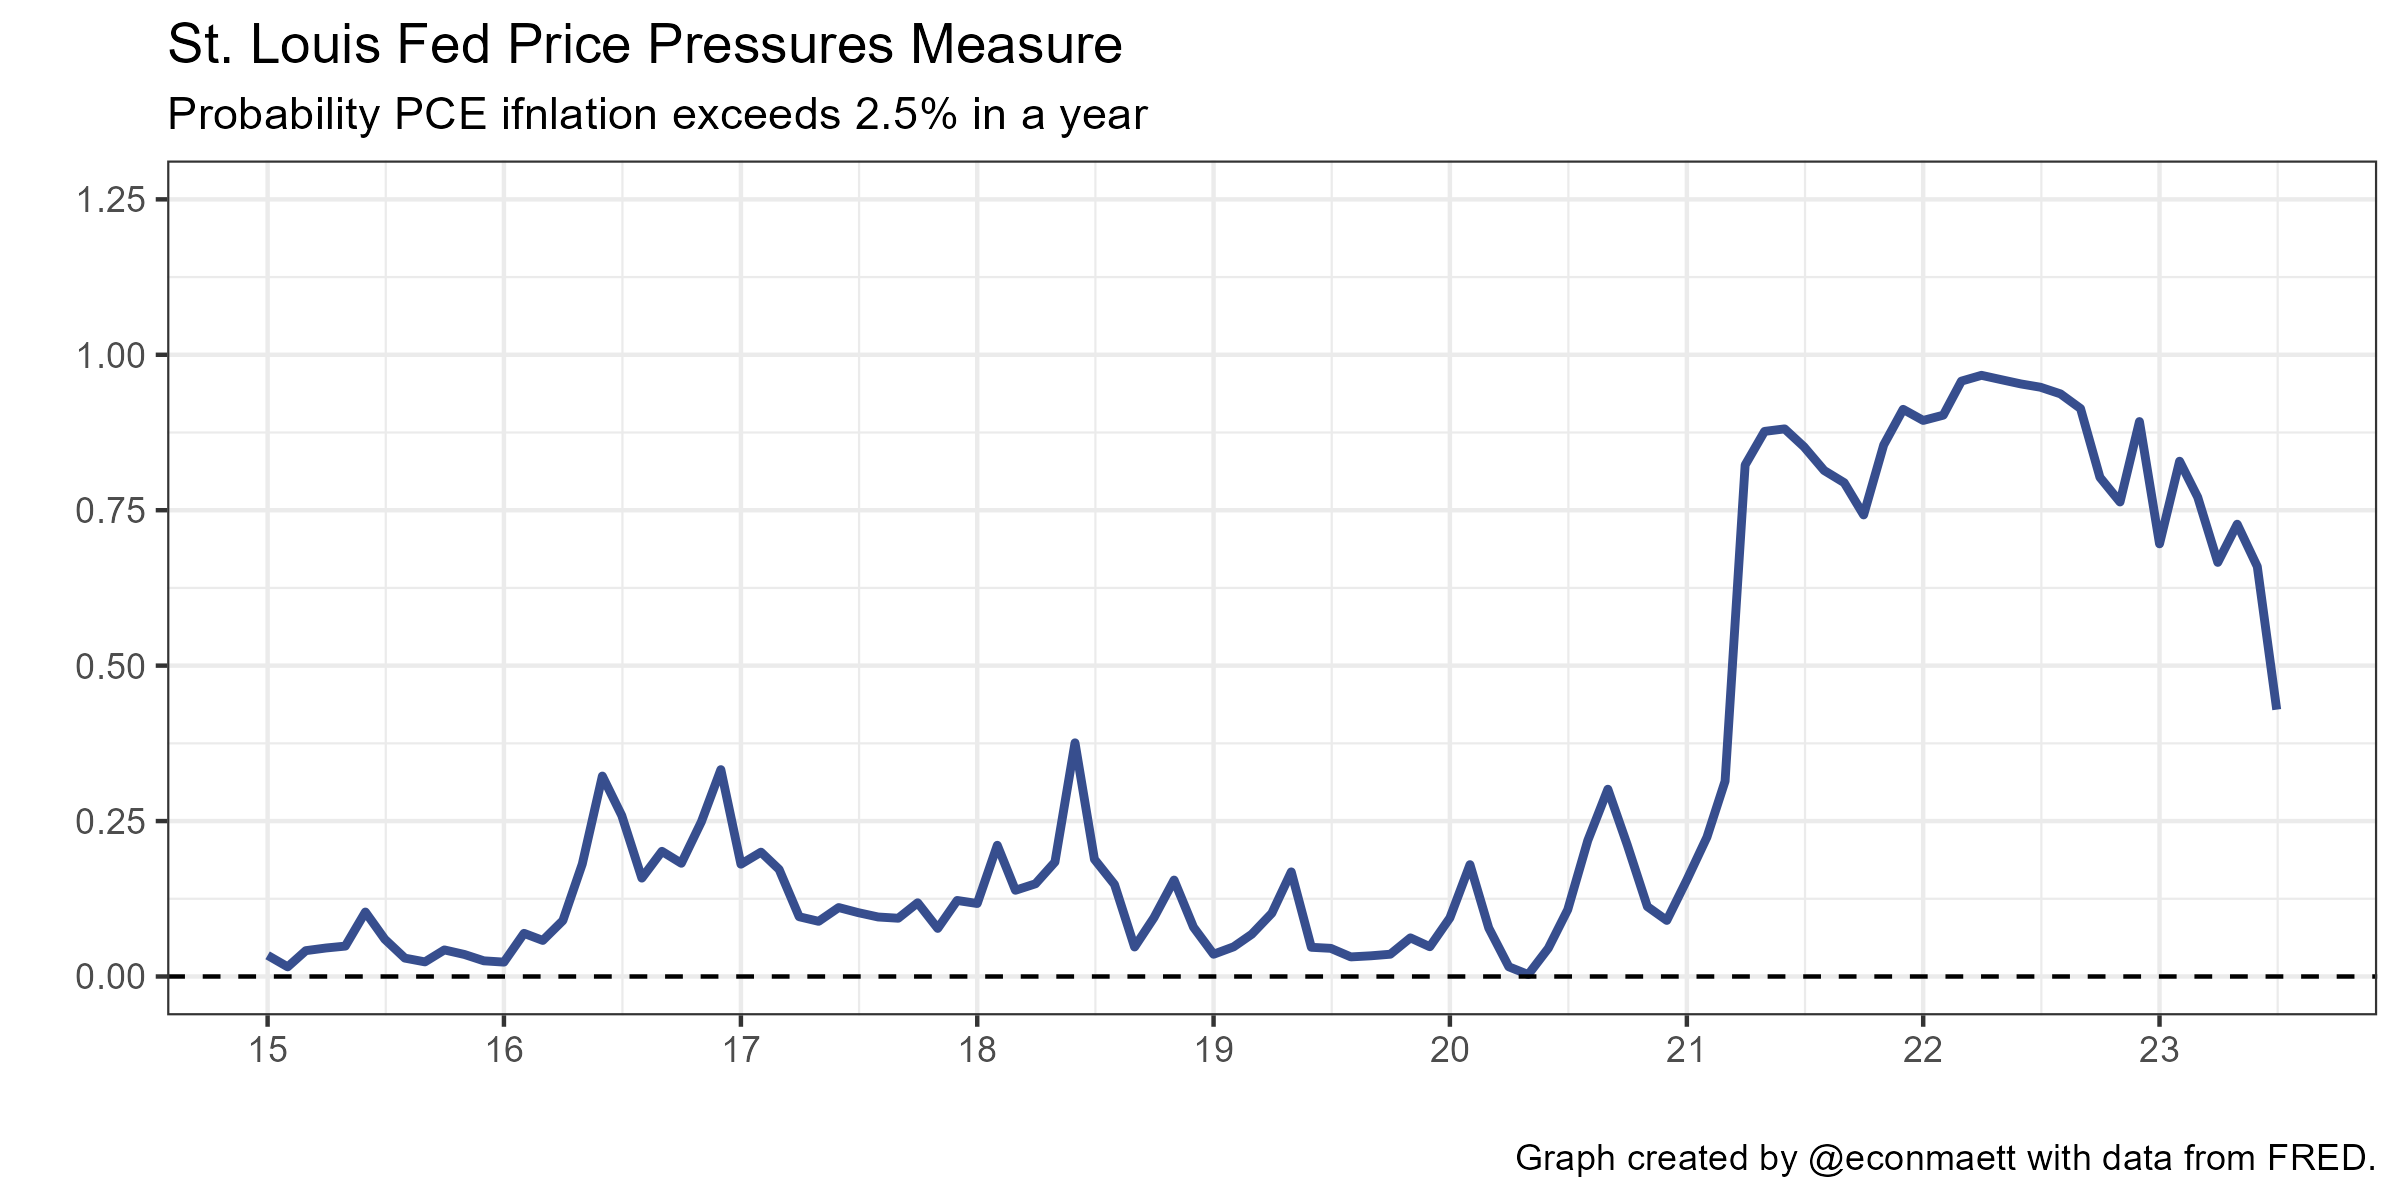 St. Louis Fed Price Pressures Measure
Probability PCE ifnlation exceeds 2.5% in a year
1.25
1.00
0.75
0.50
0.25
0.00
15 16 17 18 19 20 21 22 23
Graph created by @econmaett with data from FRED.